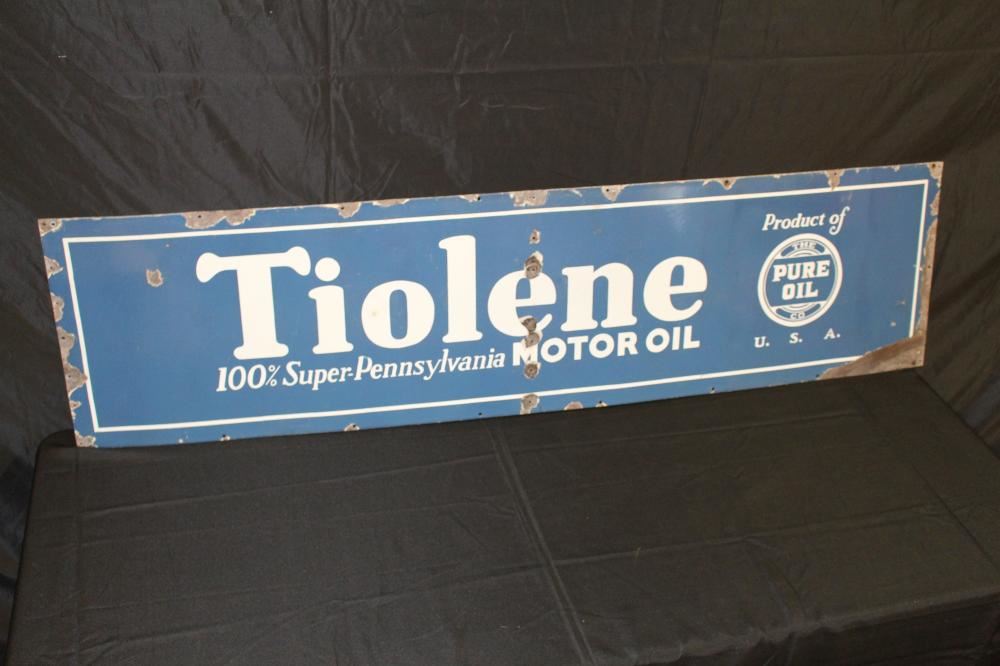 Tiolene
100% Super-Pennsylvania MOTOR OIL
Product of
THE
PURE
OIL
CO
U. S. A.